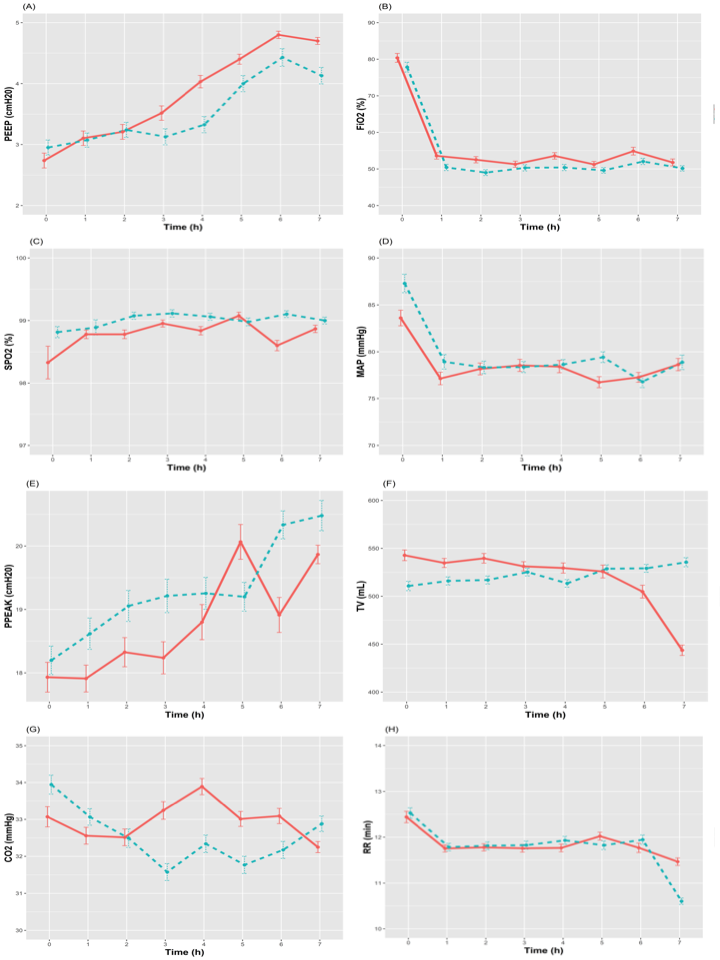 (A)
PEEP (cmH20)
5
4
3
2
0 1 2 3 4 5 6 7
Time (h)
(B)
FiO2 (%)
80
70
60
50
40
0 1 2 3 4 5 6 7
Time (h)
(C)
SPO2 (%)
100
99
98
97
0 1 2 3 4 5 6 7
Time (h)
(D)
MAP (mmHg)
90
85
80
75
70
0 1 2 3 4 5 6 7
Time (h)
(E)
PPEAK (cmH20)
20
19
18
0 1 2 3 4 5 6 7
Time (h)
(F)
TV (mL)
600
550
500
450
400
0 1 2 3 4 5 6 7
Time (h)
(G)
CO2 (mmHg)
35
34
33
32
31
30
0 1 2 3 4 5 6 7
Time (h)
(H)
RR (min)
14
13
12
11
10
0 1 2 3 4 5 6 7
Time (h)